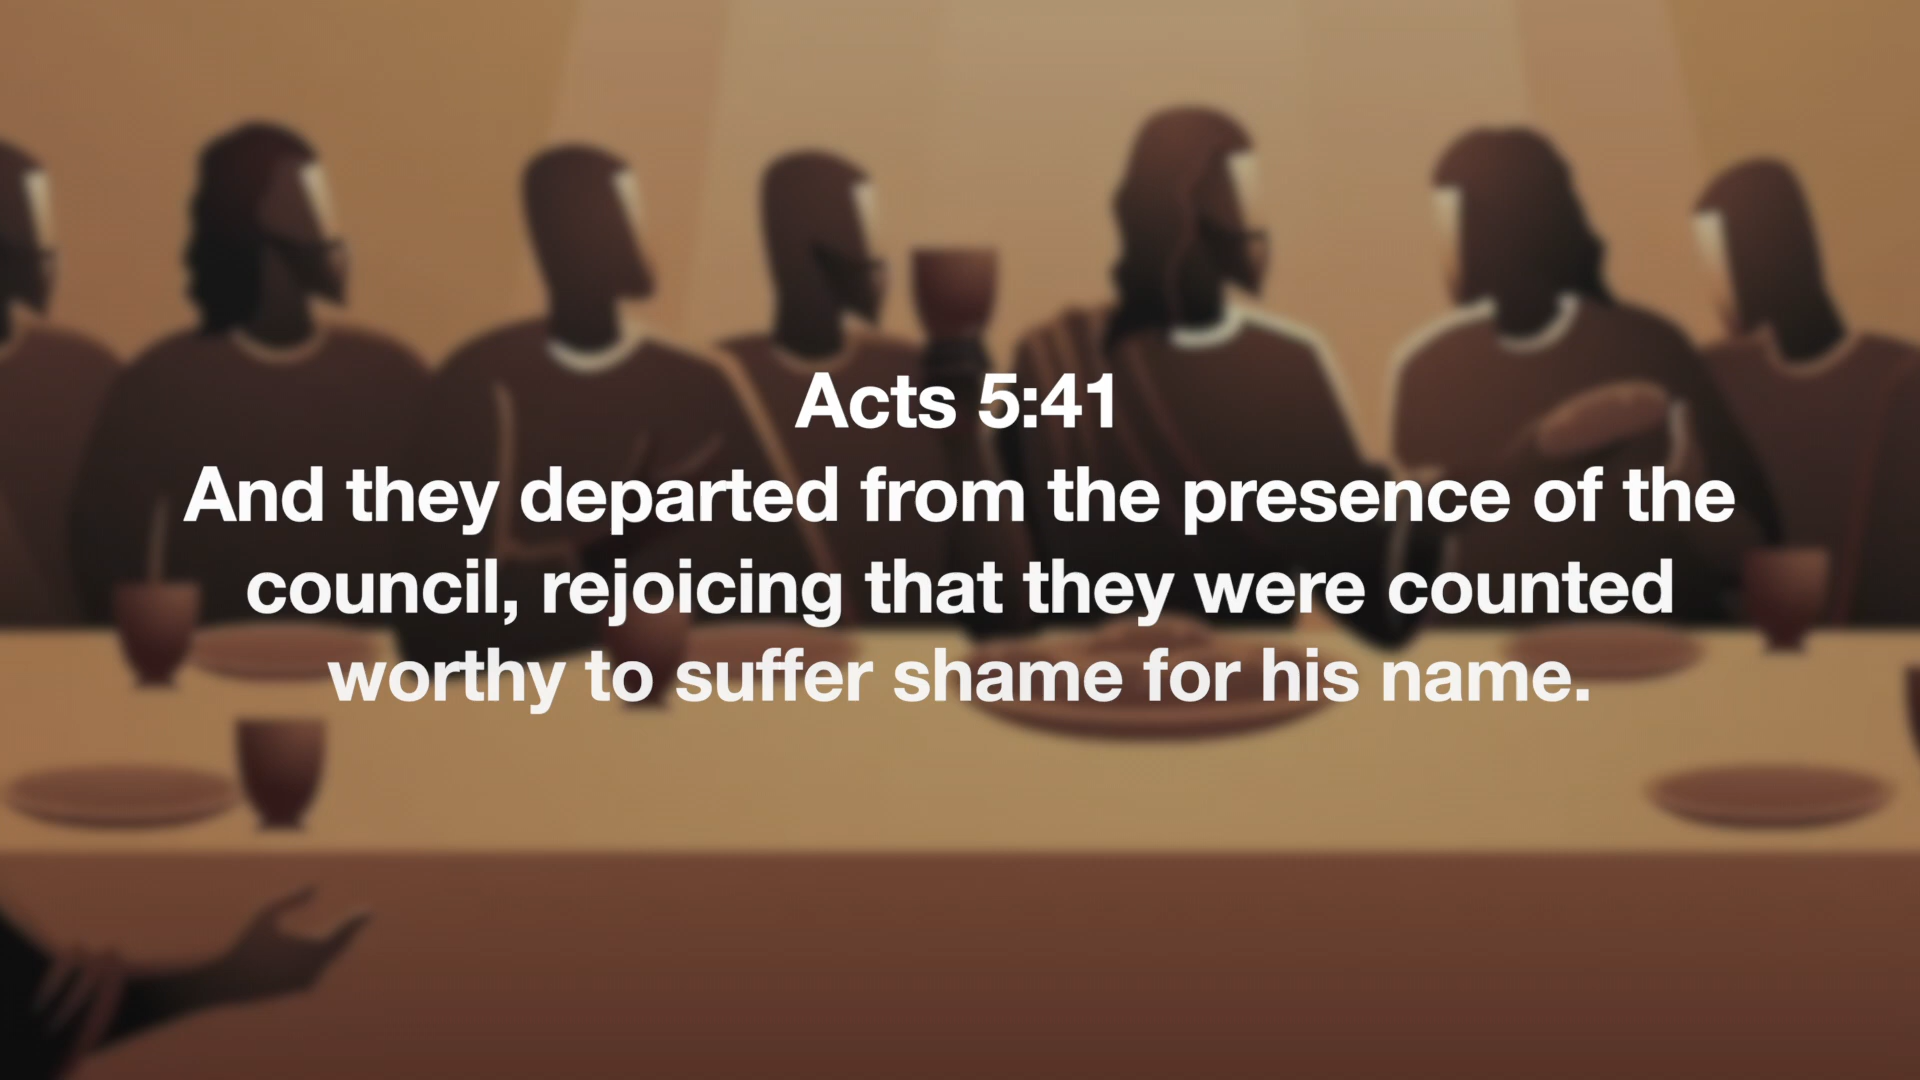 Acts 5:41
And they departed from the presence of the
council, rejoicing that they were counted
worthy to suffer shame for his name.